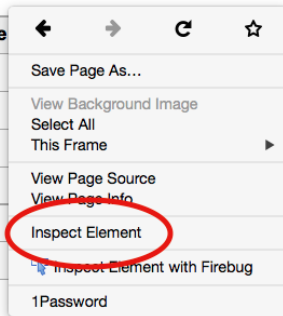 e
Save Page As...
View Background Image
Select All
This Frame
View Page Source
View Page Info
Inspect Element
Inspect Element with Firebug
1Password